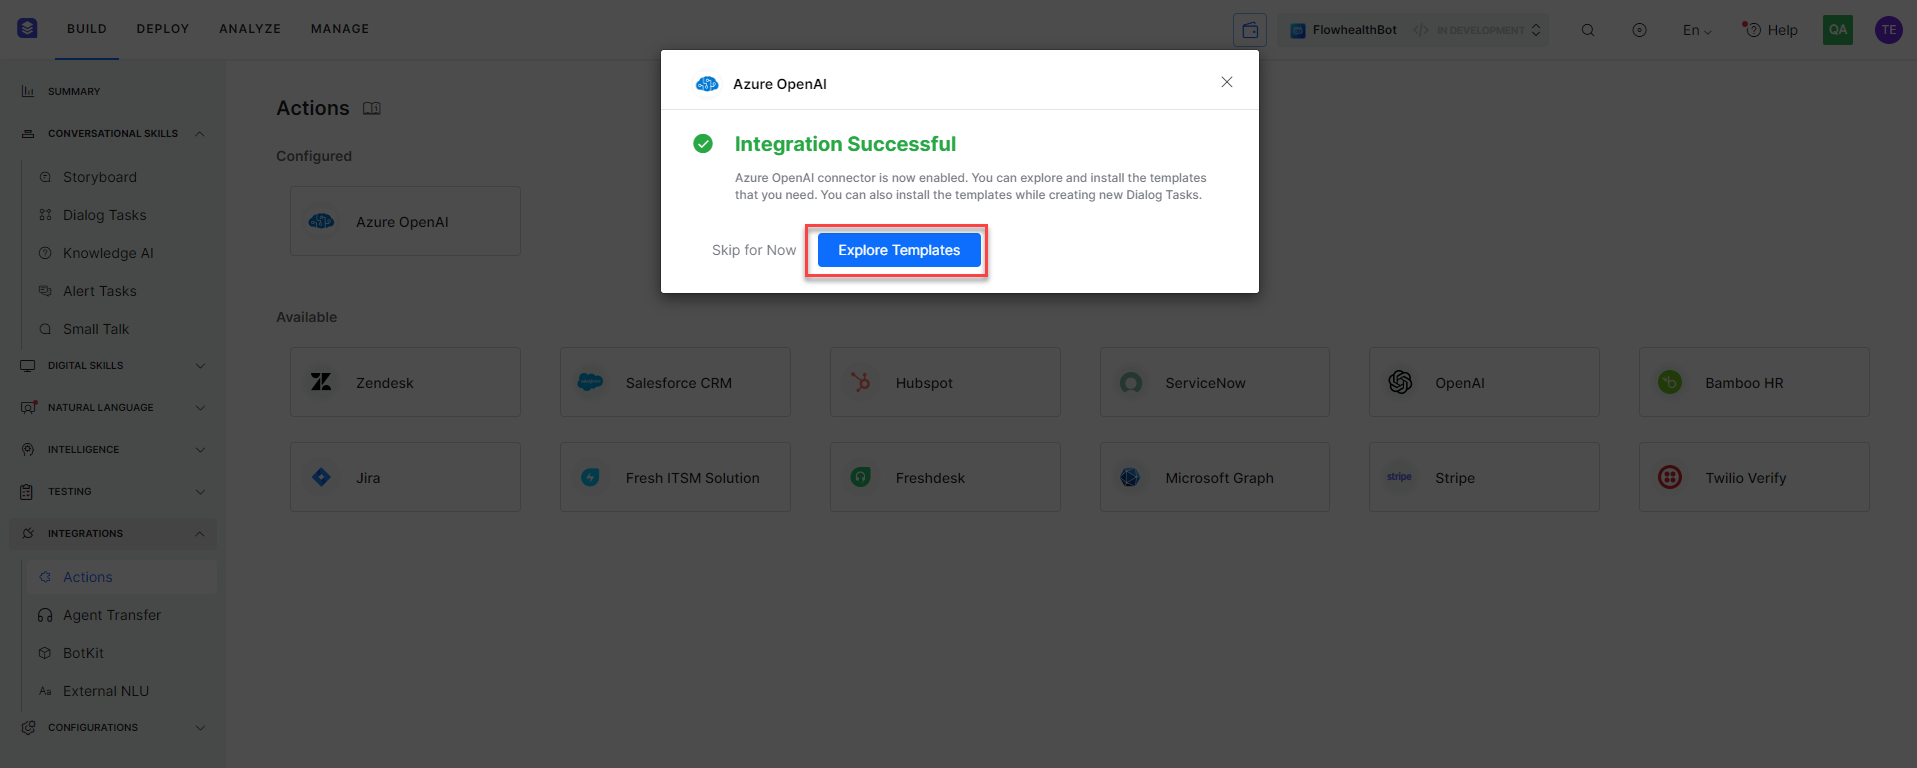 BUILD
DEPLOY
ANALYZE
MANAGE
FlowhealthBot
IN DEVELOPMENT
En
Help
QA
TE
SUMMARY
CONVERSATIONAL SKILLS
Storyboard
Dialog Tasks
Knowledge AI
Alert Tasks
Small Talk
DIGITAL SKILLS
NATURAL LANGUAGE
INTELLIGENCE
TESTING
INTEGRATIONS
Actions
Agent Transfer
BotKit
Aa External NLU
CONFIGURATIONS
Actions
Configured
Azure OpenAI
Azure OpenAI
Integration Successful
Azure OpenAI connector is now enabled. You can explore and install the templates
that you need. You can also install the templates while creating new Dialog Tasks.
Skip for Now
Explore Templates
Available
Zendesk
Salesforce CRM
Hubspot
ServiceNow
OpenAI
Bamboo HR
Jira
Fresh ITSM Solution
Freshdesk
Microsoft Graph
stripe Stripe
Twilio Verify